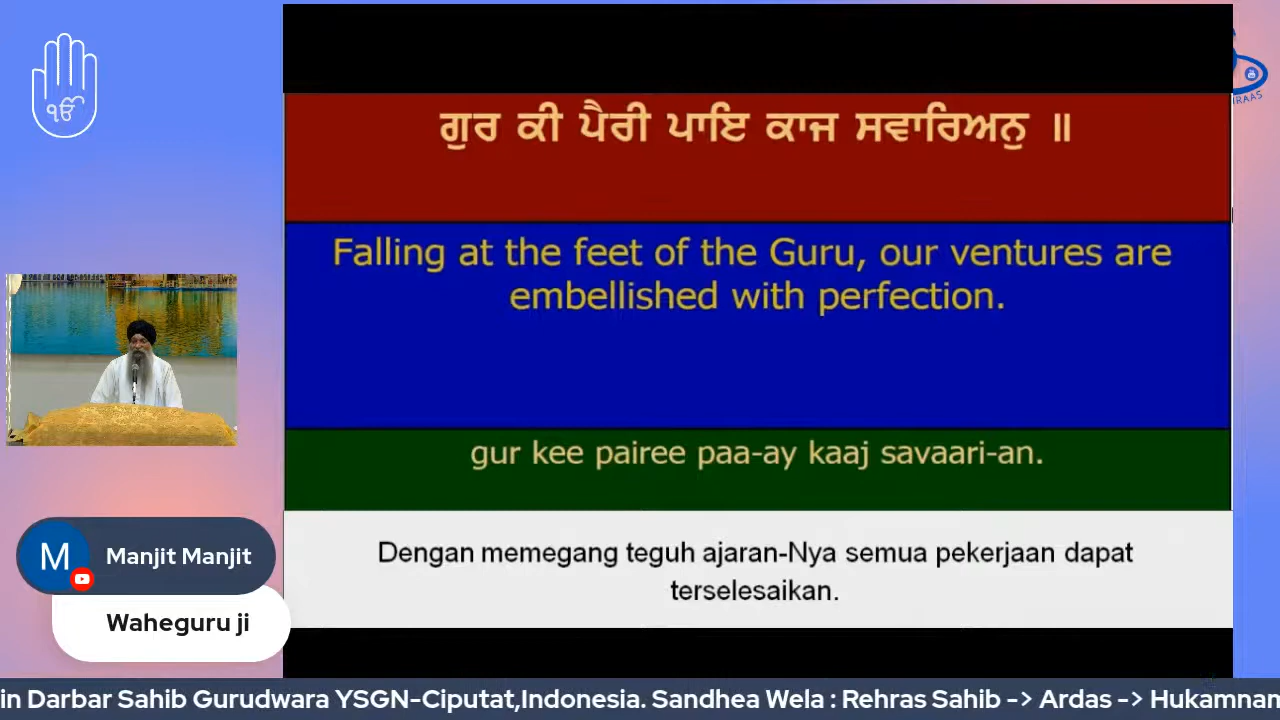 ੴ
IRAAS
ਗੁਰ ਕੀ ਪੈਰੀ ਪਾਇ ਕਾਜ ਸਵਾਰਿਅਨੁ ॥
Falling at the feet of the Guru, our ventures are
embellished with perfection.
gur kee pairee paa-ay kaaj savaari-an.
Dengan memegang teguh ajaran-Nya semua pekerjaan dapat
terselesaikan.
M
Manjit Manjit
Waheguru ji
in Darbar Sahib Gurudwara YSGN-Ciputat,Indonesia. Sandhea Wela : Rehras Sahib -> Ardas -> Hukamnam